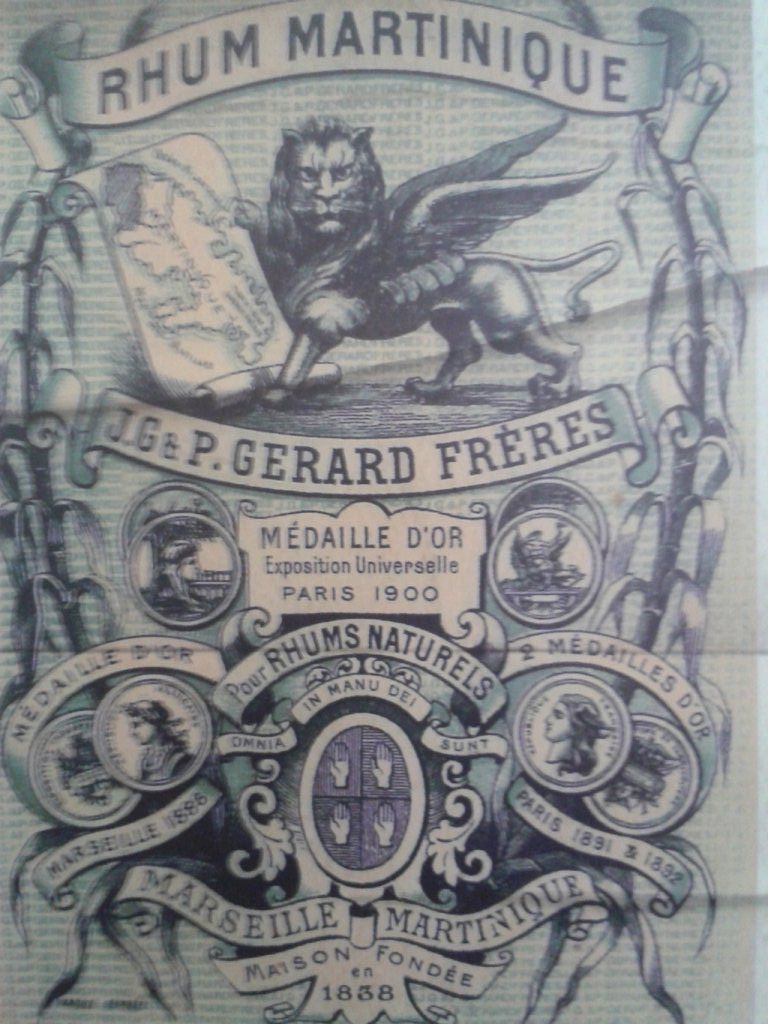 RHUM MARTINIQUE
MARTINIQUE
J.G & P. GERARD FRÈRES
MÉDAILLE D'OR
Exposition Universelle
PARIS 1900
Pour RHUMS NATURELS
MÉDAILLE D'OR
2 MÉDAILLES D'OR
IN MANU DEI
OMNIA
SUNT
MARSEILLE 1886
PARIS 1891 & 1892
MARSEILLE MARTINIQUE
MAISON FONDÉE
en
1838